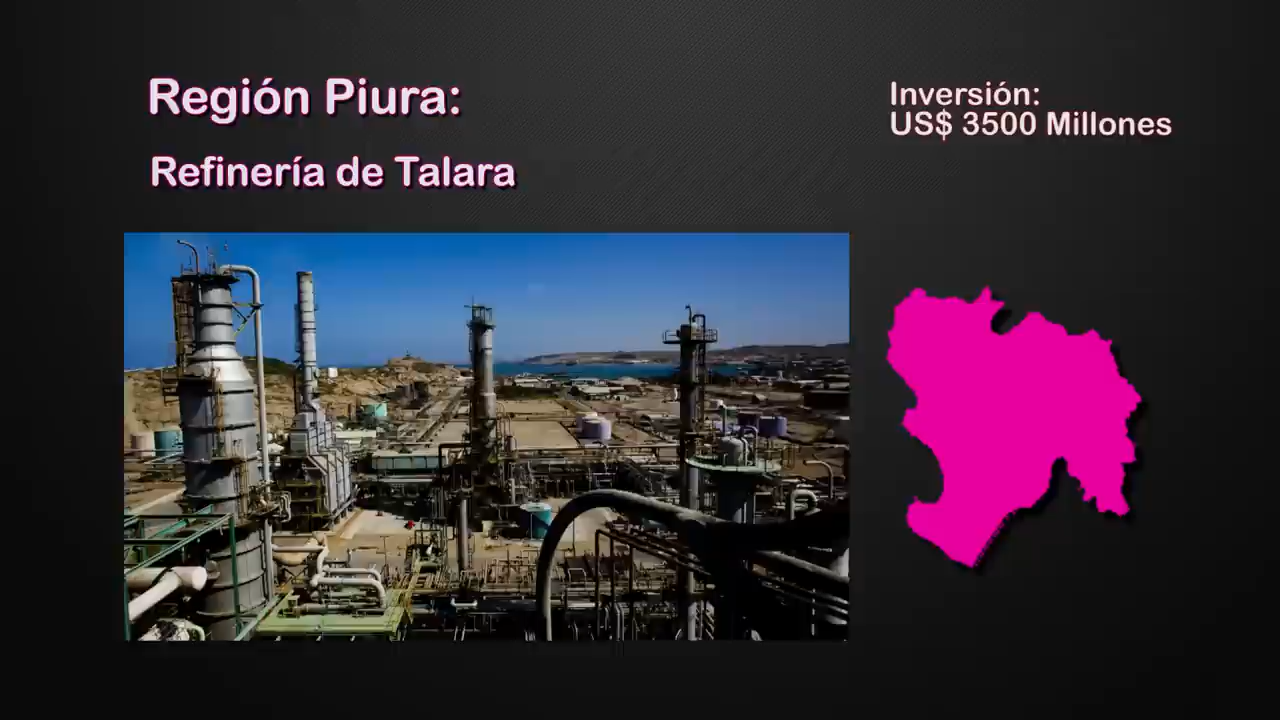 Región Piura:
Refinería de Talara
Inversión:
US$ 3500 Millones